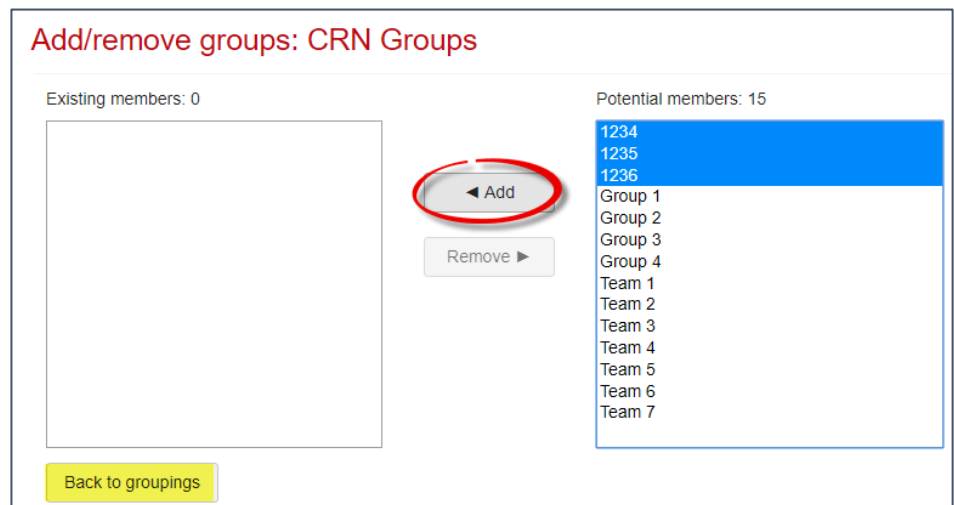 Add/remove groups: CRN Groups
Existing members: 0
Potential members: 15
1234
1235
1236
Group 1
Group 2
Group 3
Group 4
Team 1
Team 2
Team 3
Team 4
Team 5
Team 6
Team 7
◄ Add
Remove ►
Back to groupings